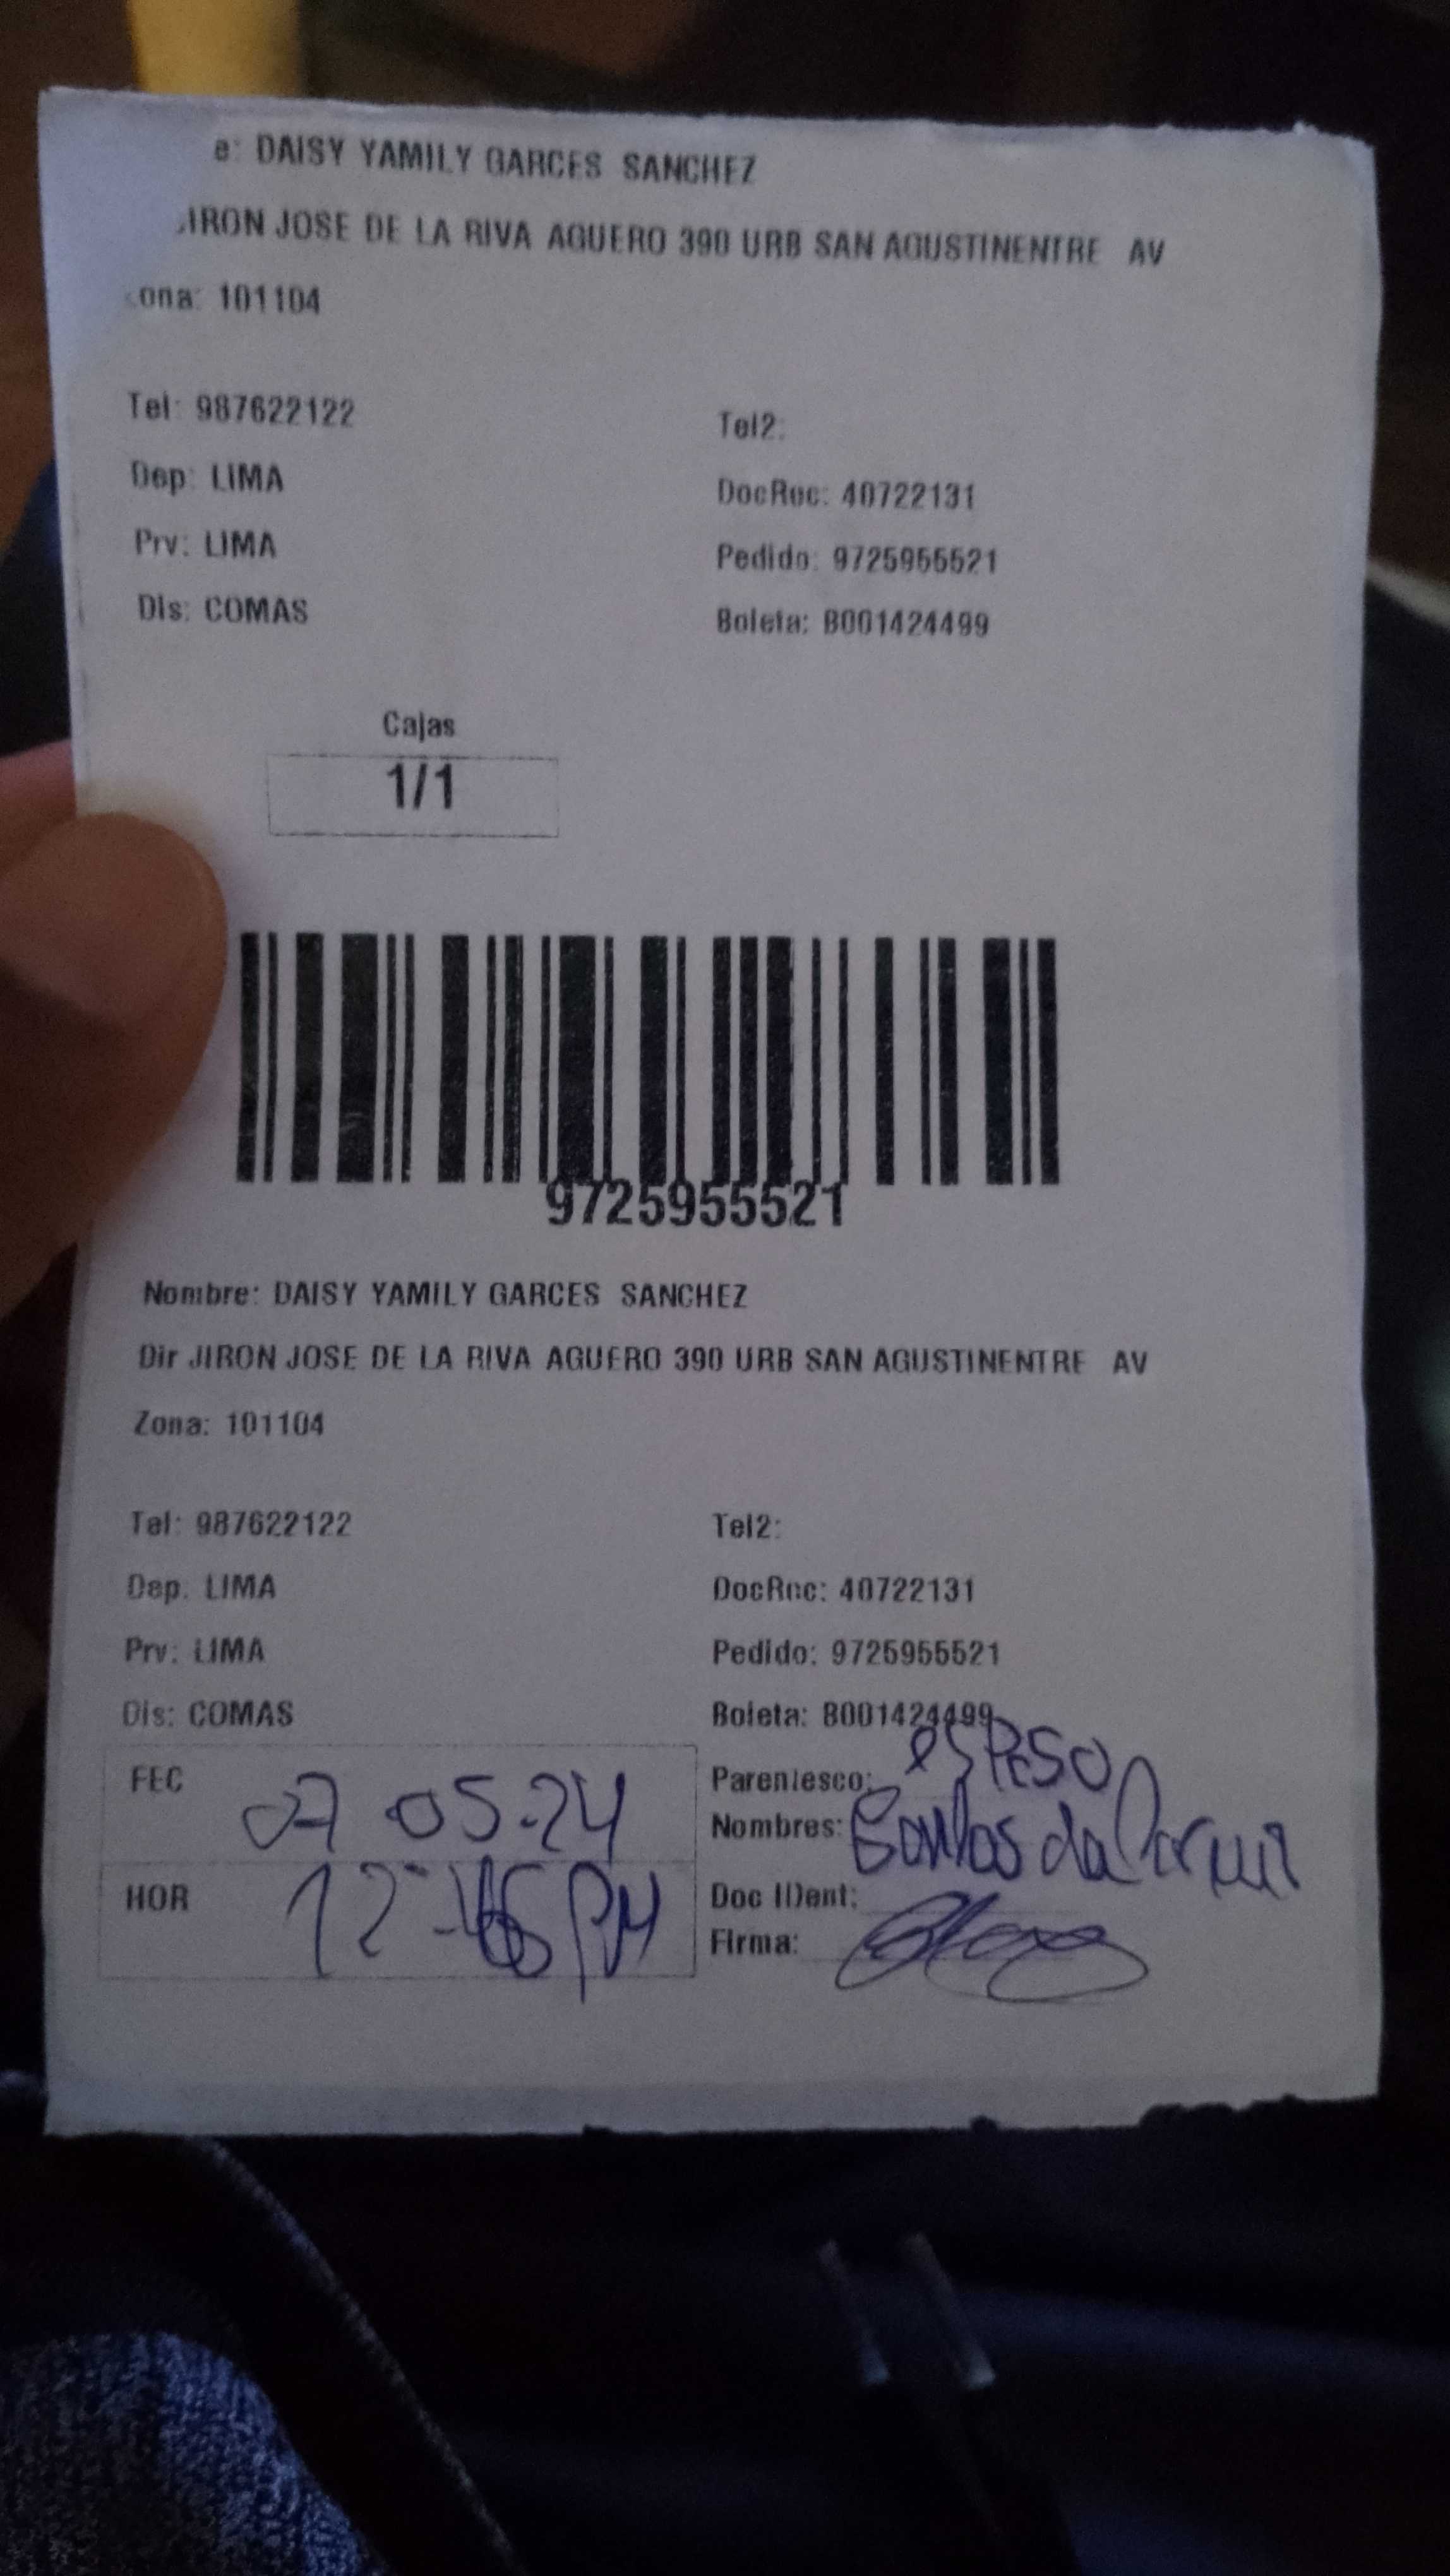 e: DAISY YAMILY GARCES SANCHEZ
JIRON JOSE DE LA RIVA AGUERO 390 URB SAN AGUSTINENTRE AV
ona: 101104
Tel: 987622122
Tel2:
Dep: LIMA
DocRec: 40722131
Prv: LIMA
Pedido: 9725955521
Dis: COMAS
Boleta: B001424499
Cajas
1/1
9725955521
Nombre: DAISY YAMILY GARCES SANCHEZ
Dir JIRON JOSE DE LA RIVA AGUERO 390 URB SAN AGUSTINENTRE AV
Zona: 101104
Tel: 987622122
Tel2:
Dep: LIMA
DocRec: 40722131
Prv: LIMA
Pedido: 9725955521
Dis: COMAS
Boleta: B001424499
FEC 07 05-24
Parentesco: esPESO
Nombres:
HOR 12 PM
Doc IDent:
Firma: